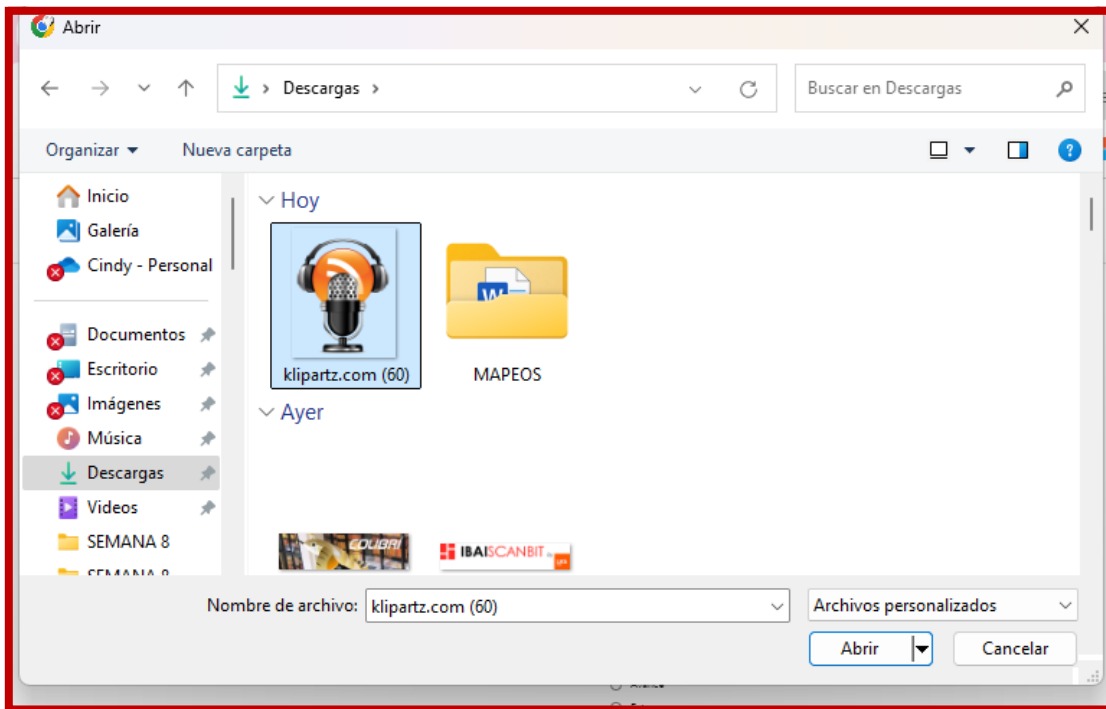 Abrir
Descargas
Buscar en Descargas
Organizar
Nueva carpeta
Inicio
Galería
Cindy - Personal
Documentos
Escritorio
Imágenes
Música
Descargas
Videos
SEMANA 8
Hoy
klipartz.com (60)
MAPEOS
Ayer
COLIBRI
IBAISCANBIT
Nombre de archivo: klipartz.com (60)
Archivos personalizados
Abrir
Cancelar